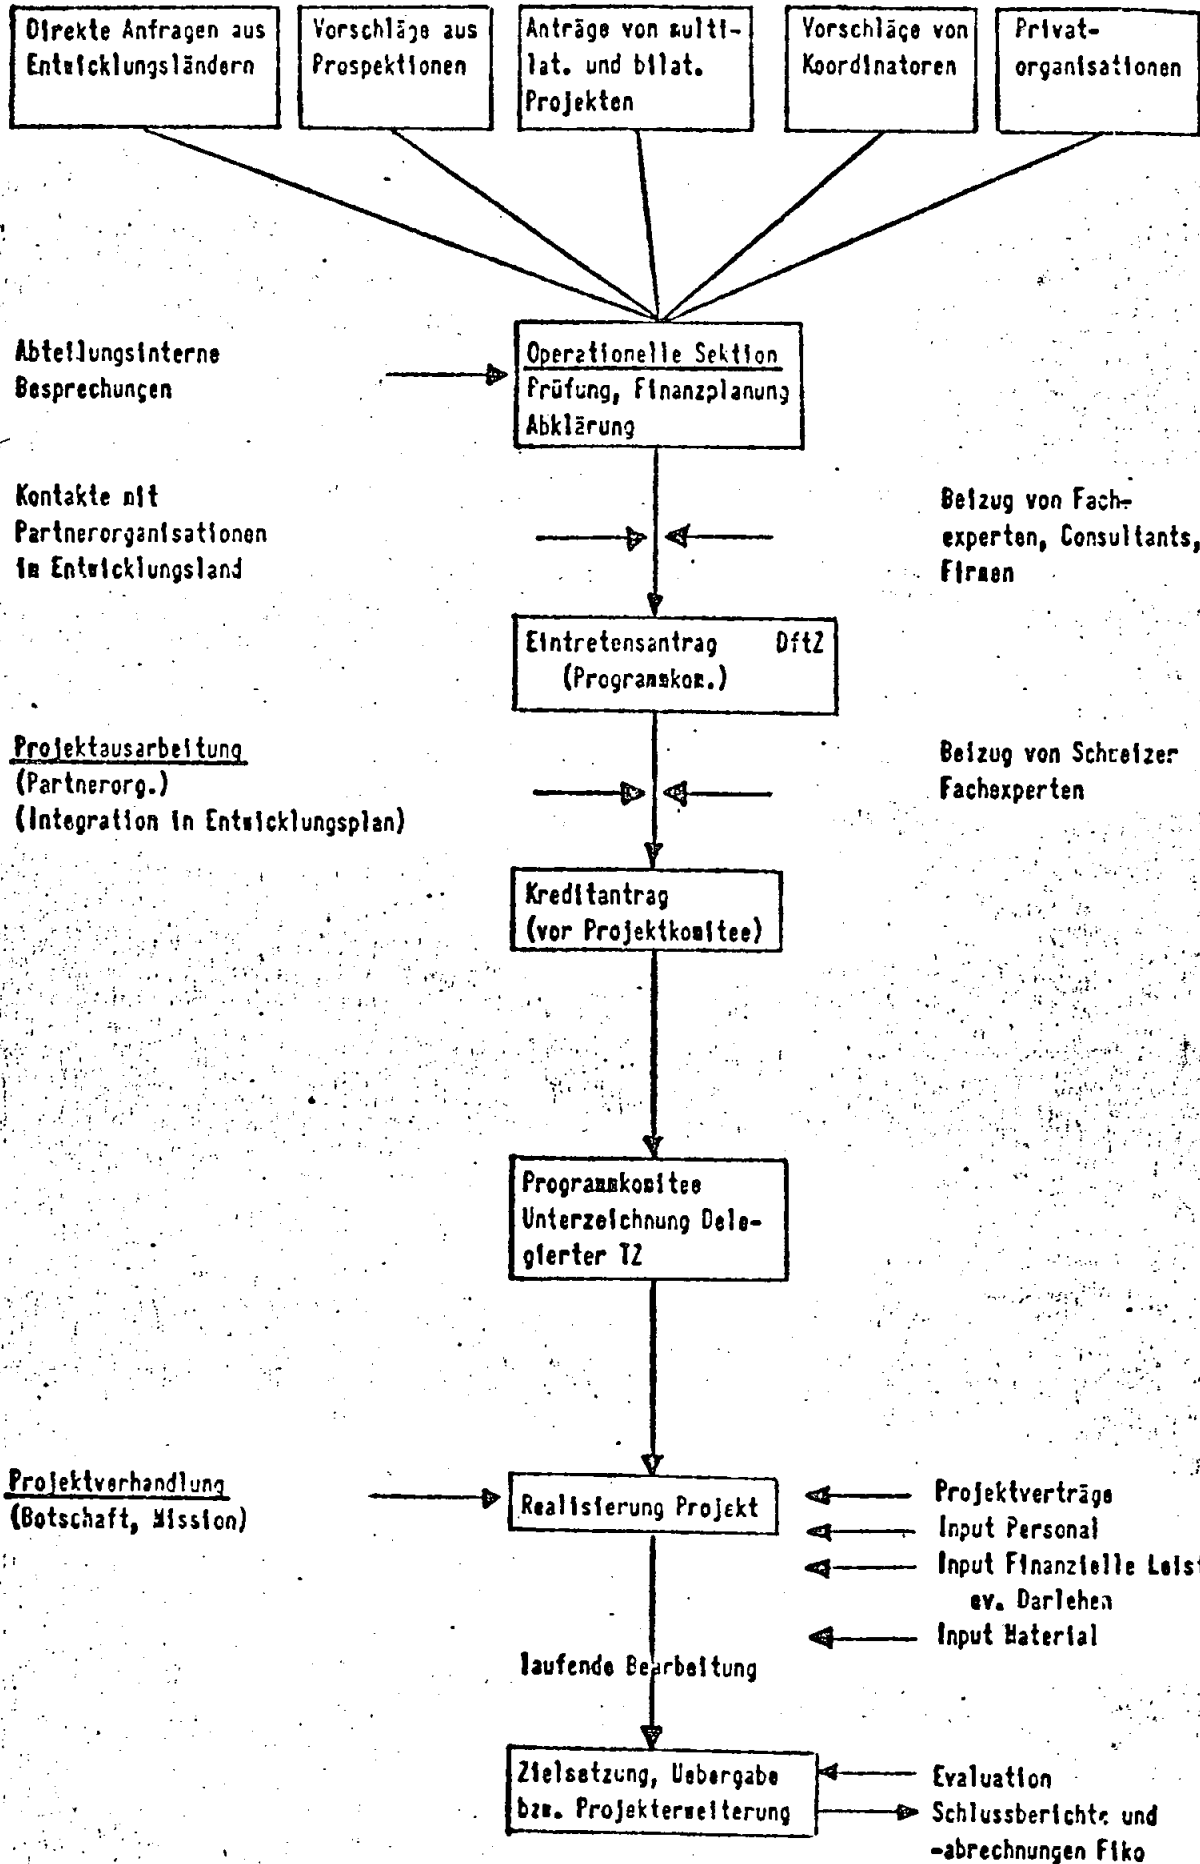 Direkte Anfragen aus
Entwicklungsländern
Vorschläge aus
Prospektionen
Anträge von multi-
lat. und bilat.
Projekten
Vorschläge von
Koordinatoren
Privat-
organisationen
Abteilungsinterne
Besprechungen
Operationelle Sektion
Prüfung, Finanzplanung
Abklärung
Kontakte mit
Partnerorganisationen
im Entwicklungsland
Beizug von Fach-
experten, Consultants,
Firmen
Eintretensantrag DftZ
(Programmkom.)
Projektausarbeitung
(Partnerorg.)
(Integration in Entwicklungsplan)
Beizug von Schweizer
Fachexperten
Kreditantrag
(vor Projektkomitee)
Programmkomitee
Unterzeichnung Dele-
gierter TZ
Projektverhandlung
(Botschaft, Mission)
Realisierung Projekt
Projektverträge
Input Personal
Input Finanzielle Leist
ev. Darlehen
Input Material
laufende Bearbeitung
Zielsetzung, Uebergabe
bzw. Projekterweiterung
Evaluation
Schlussberichte und
-abrechnungen Fiko